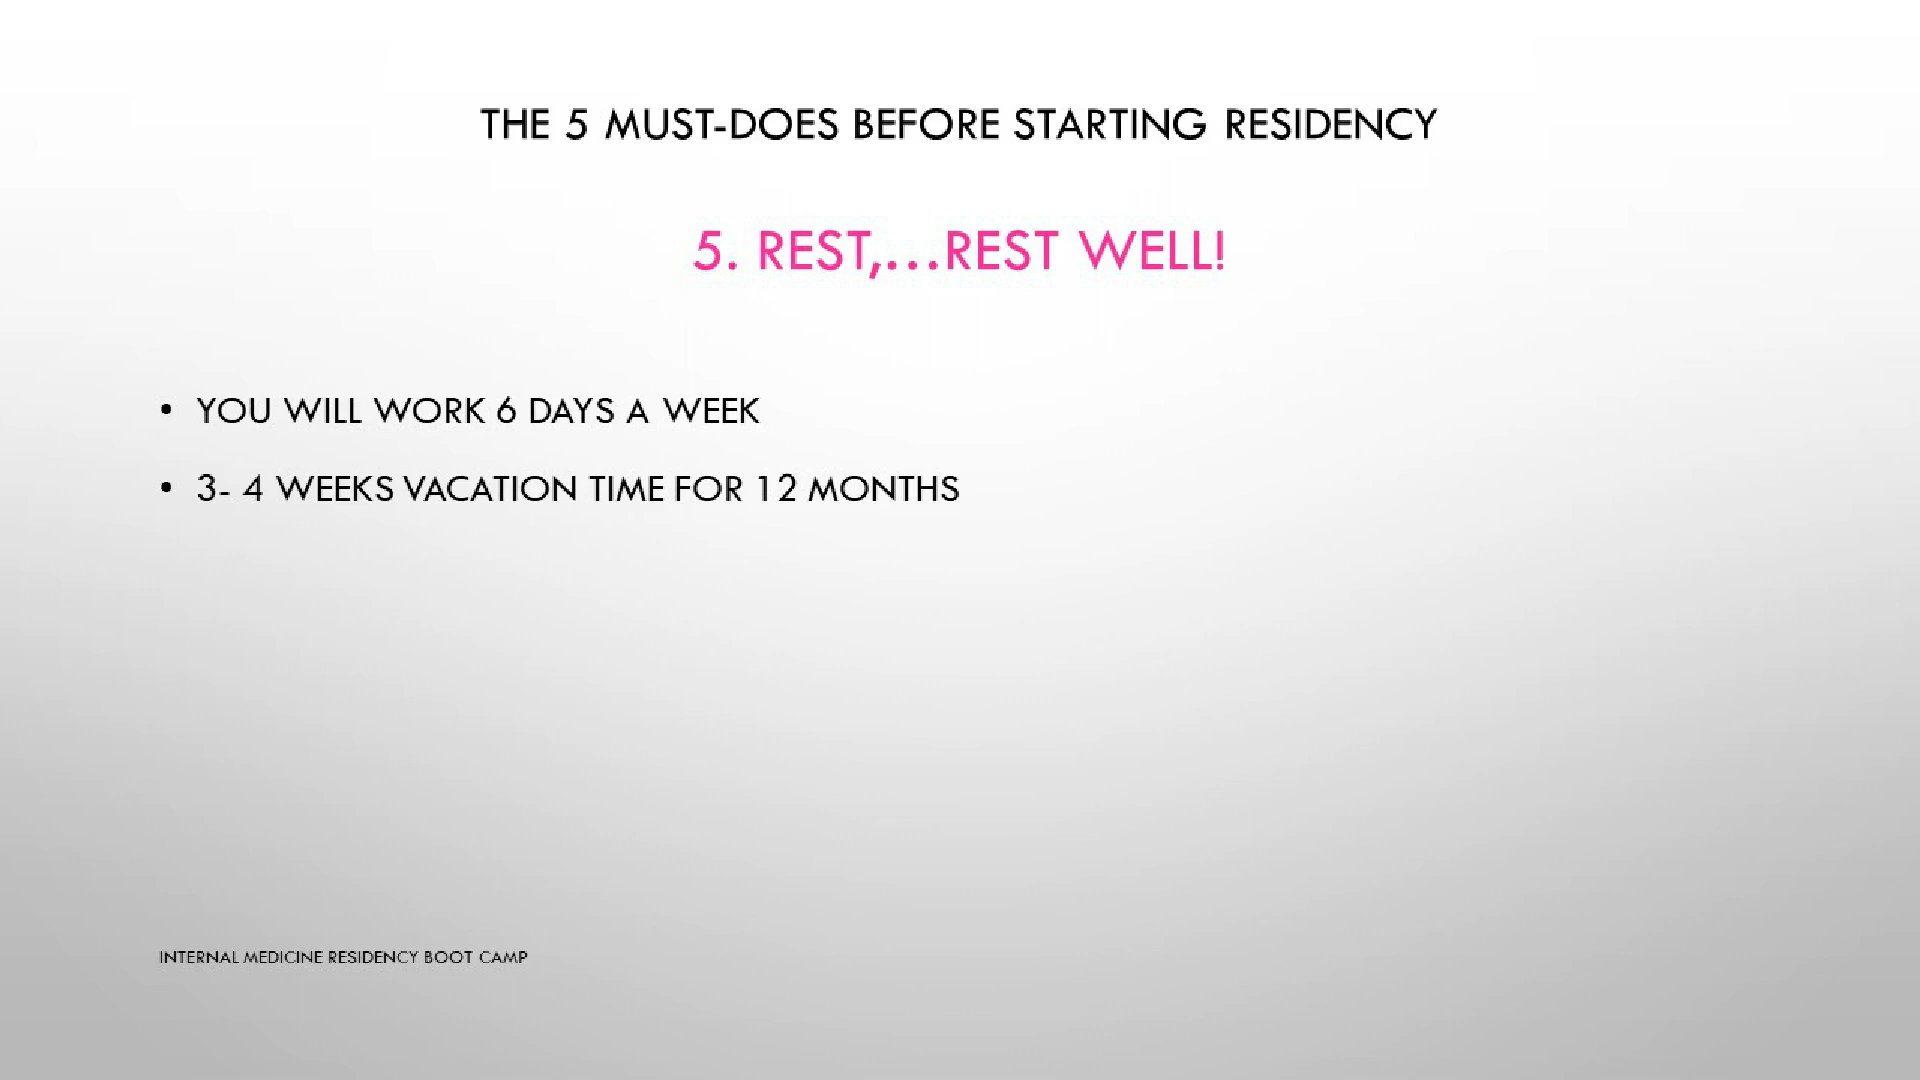 THE 5 MUST-DOES BEFORE STARTING RESIDENCY
5. REST,...REST WELL!
• YOU WILL WORK 6 DAYS A WEEK
• 3- 4 WEEKS VACATION TIME FOR 12 MONTHS
INTERNAL MEDICINE RESIDENCY BOOT CAMP